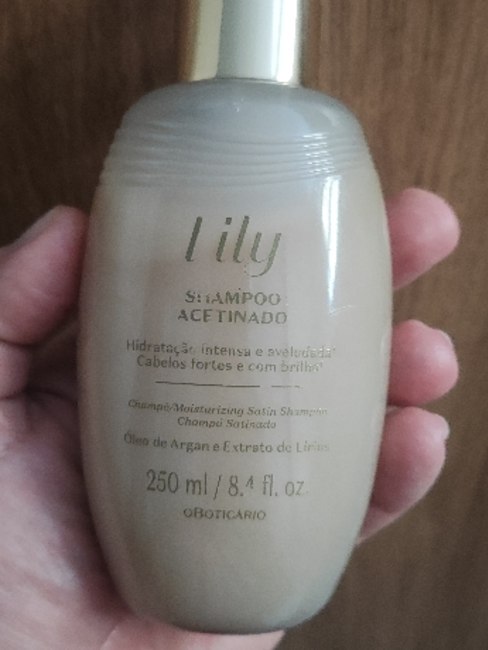 Lily
SHAMPOO
ACETINADO
Hidratação intensa e aveludada
Cabelos fortes e com brilho
Champô/Moisturizing Satin Shampoo
Champú Satinado
Óleo de Argan e Extrato de Lírios
250 ml / 8.4 fl. oz.
oBOTICÁRIO